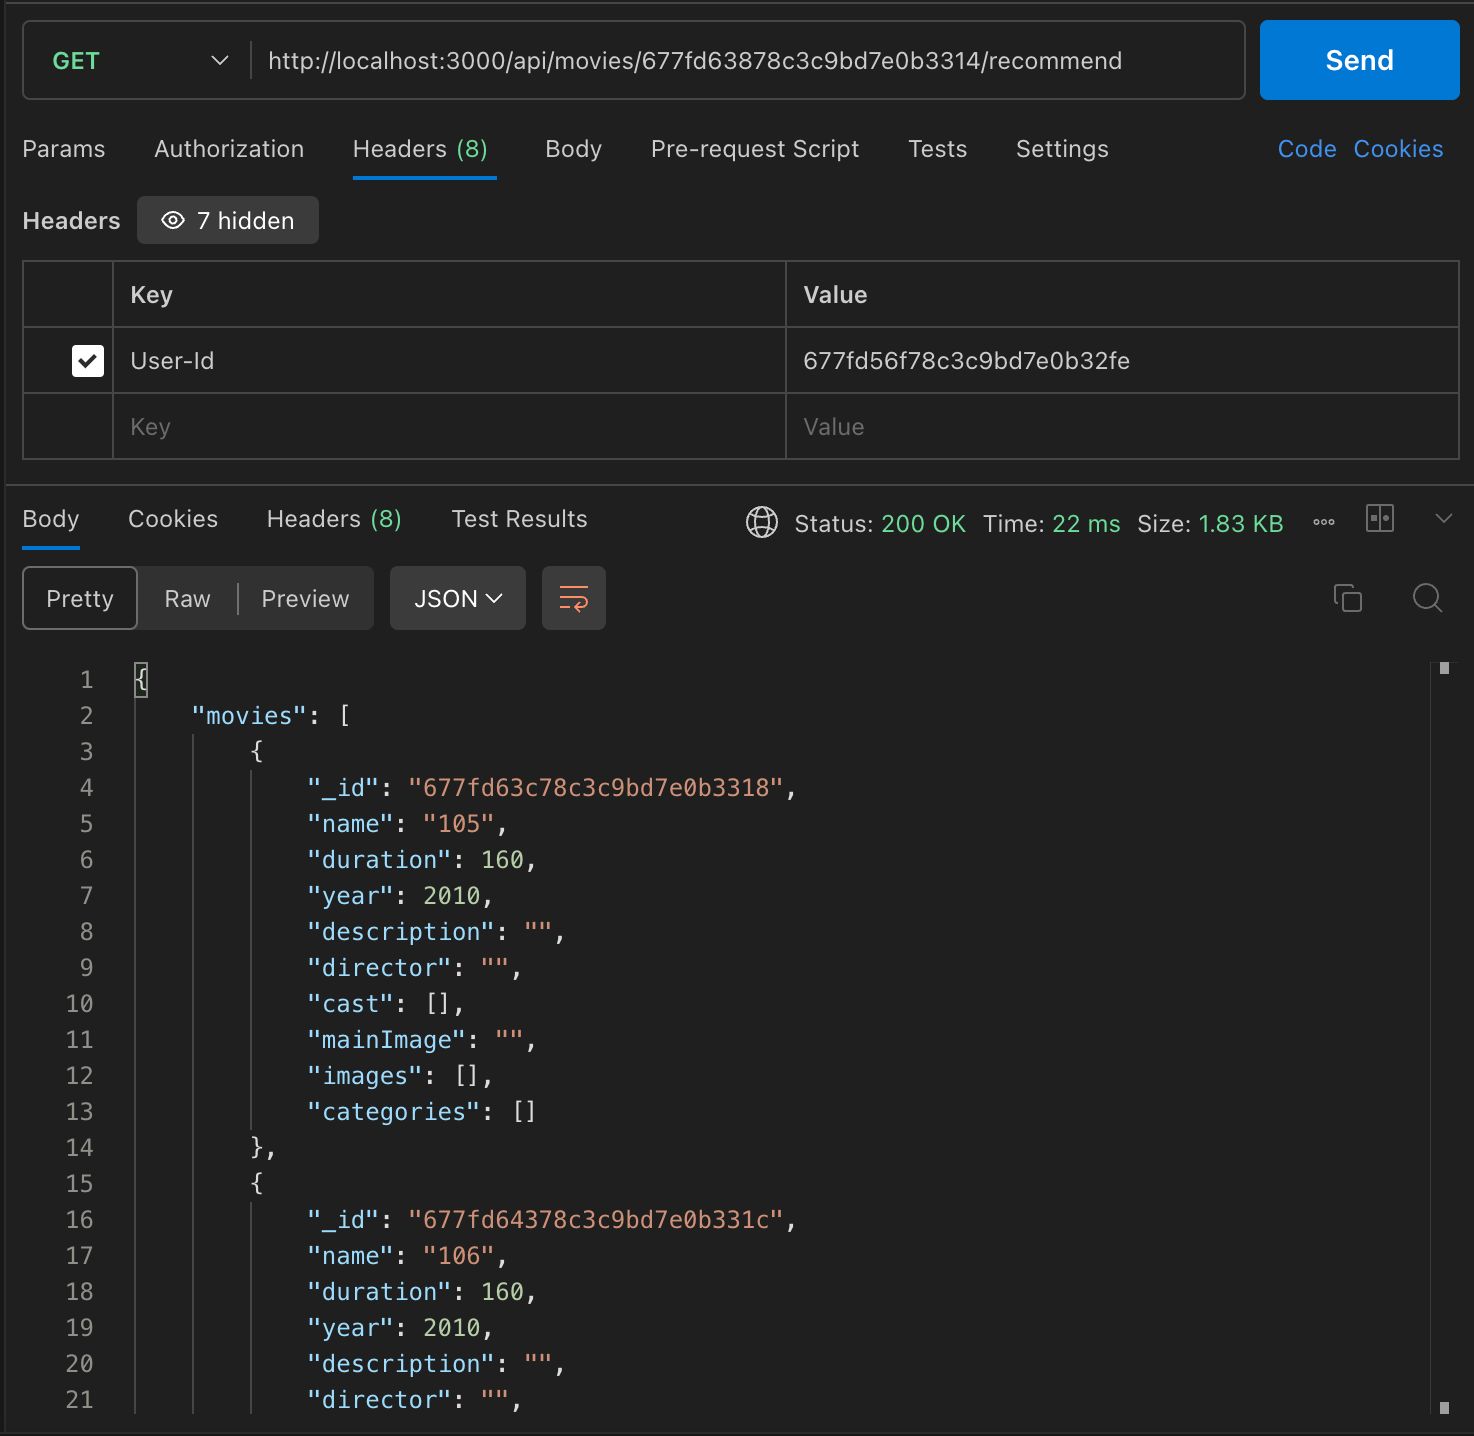 GET http://localhost:3000/api/movies/677fd63878c3c9bd7e0b3314/recommend Send
Params Authorization Headers (8) Body Pre-request Script Tests Settings Code Cookies
Headers 7 hidden
Key Value
User-Id 677fd56f78c3c9bd7e0b32fe
Key Value
Body Cookies Headers (8) Test Results Status: 200 OK Time: 22 ms Size: 1.83 KB
Pretty Raw Preview JSON
1 {
2 "movies": [
3 {
4 "_id": "677fd63c78c3c9bd7e0b3318",
5 "name": "105",
6 "duration": 160,
7 "year": 2010,
8 "description": "",
9 "director": "",
10 "cast": [],
11 "mainImage": "",
12 "images": [],
13 "categories": []
14 },
15 {
16 "_id": "677fd64378c3c9bd7e0b331c",
17 "name": "106",
18 "duration": 160,
19 "year": 2010,
20 "description": "",
21 "director": "",